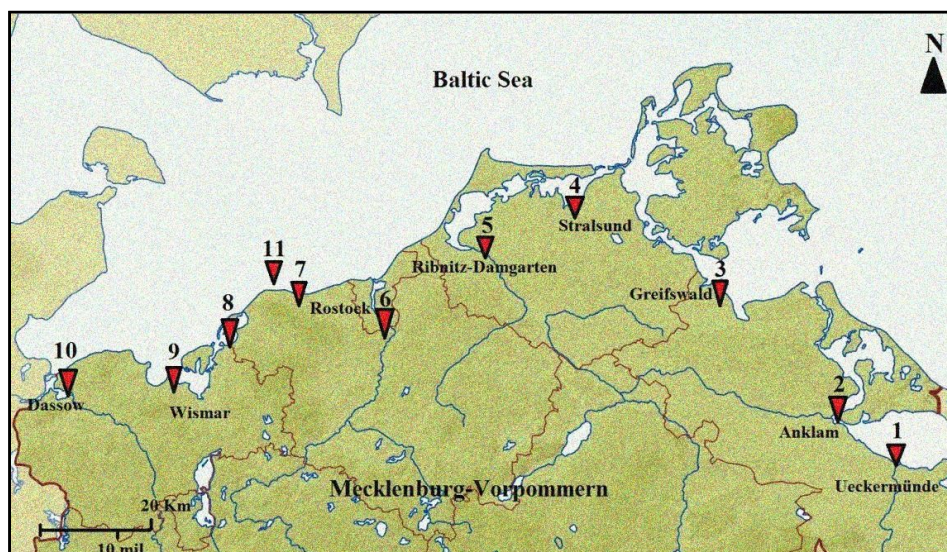 N
Baltic Sea
4
Stralsund
5
Ribnitz-Damgarten
11
7
3
Greifswald
Rostock
6
8
10
9
Dassow
Wismar
2
Anklam
1
Ueckermünde
Mecklenburg-Vorpommern
20 Km
10 mil